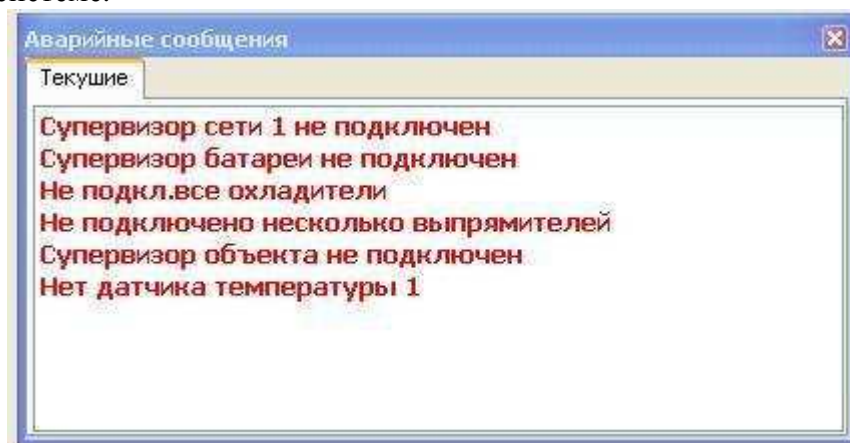 Аварийные сообщения
Текушие
Супервизор сети 1 не подключен
Супервизор батареи не подключен
Не подкл.все охладители
Не подключено несколько выпрямителей
Супервизор объекта не подключен
Нет датчика температуры 1